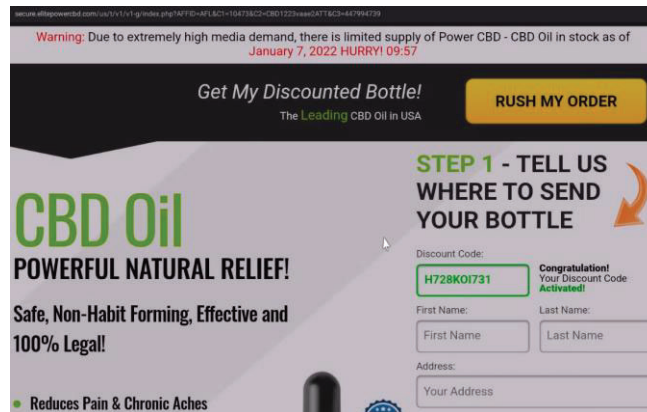 secure.elitepowercbd.com/us/t/v1/v1-g/index.php?AFFID=AFL&C1=10473&C2=CBD1223vaae2ATT&C3=447994739
Warning: Due to extremely high media demand, there is limited supply of Power CBD - CBD Oil in stock as of
January 7, 2022 HURRY! 09:57
Get My Discounted Bottle!
The Leading CBD Oil in USA
RUSH MY ORDER
CBD Oil
POWERFUL NATURAL RELIEF!
Safe, Non-Habit Forming, Effective and
100% Legal!
Reduces Pain & Chronic Aches
STEP 1 - TELL US
WHERE TO SEND
YOUR BOTTLE
Discount Code:
H728KOI731
Congratulation!
Your Discount Code
Activated!
First Name:
Last Name:
First Name
Last Name
Address:
Your Address